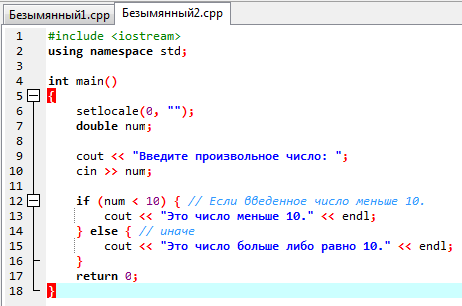 Безымянный1.cpp Безымянный2.cpp
1 #include <iostream>
2 using namespace std;
3
4 int main()
5 {
6 setlocale(0, "");
7 double num;
8
9 cout << "Введите произвольное число: ";
10 cin >> num;
11
12 if (num < 10) { // Если введенное число меньше 10.
13 cout << "Это число меньше 10." << endl;
14 } else { // иначе
15 cout << "Это число больше либо равно 10." << endl;
16 }
17 return 0;
18 }